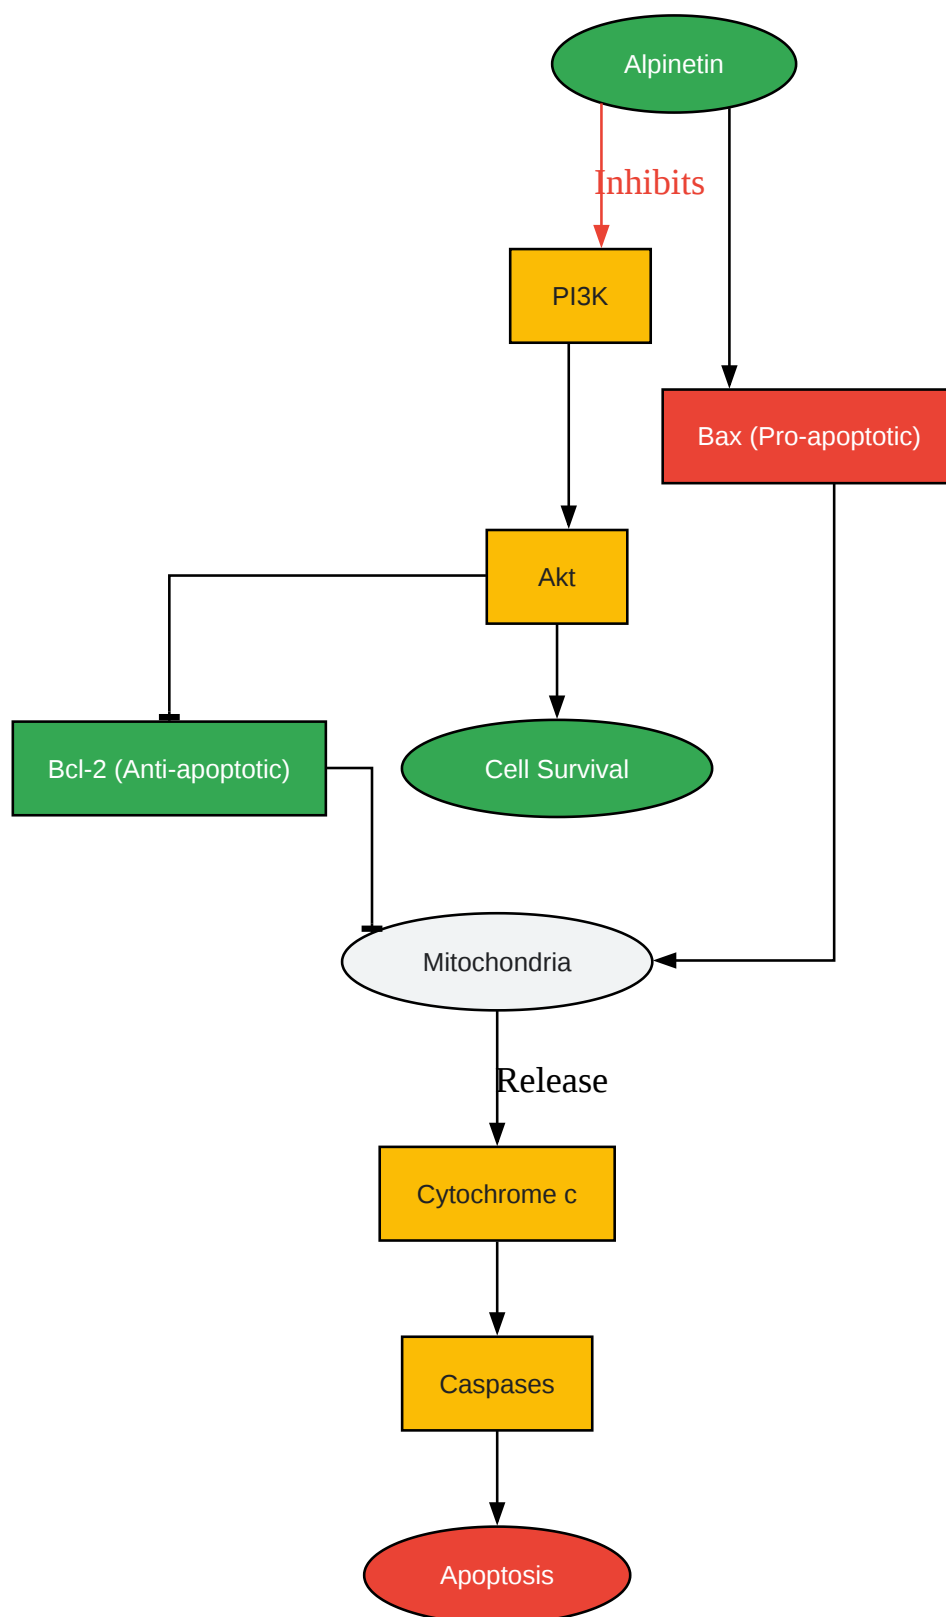 Alpinetin
Inhibits
PI3K
Bax (Pro-apoptotic)
Akt
Bcl-2 (Anti-apoptotic)
Cell Survival
Mitochondria
Release
Cytochrome c
Caspases
Apoptosis